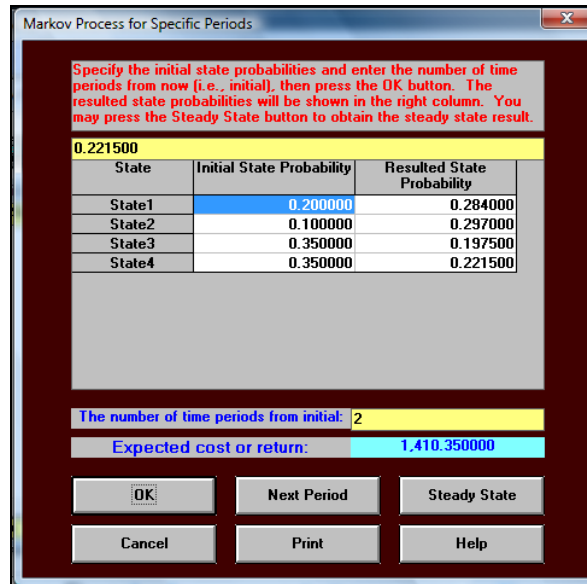 Markov Process for Specific Periods
x
Specify the initial state probabilities and enter the number of time
periods from now (i.e., initial), then press the OK button. The
resulted state probabilities will be shown in the right column. You
may press the Steady State button to obtain the steady state result.
0.221500
State Initial State Probability Resulted State
Probability
State1 0.200000 0.284000
State2 0.100000 0.297000
State3 0.350000 0.197500
State4 0.350000 0.221500
The number of time periods from initial: 2
Expected cost or return: 1,410.350000
OK Next Period Steady State
Cancel Print Help